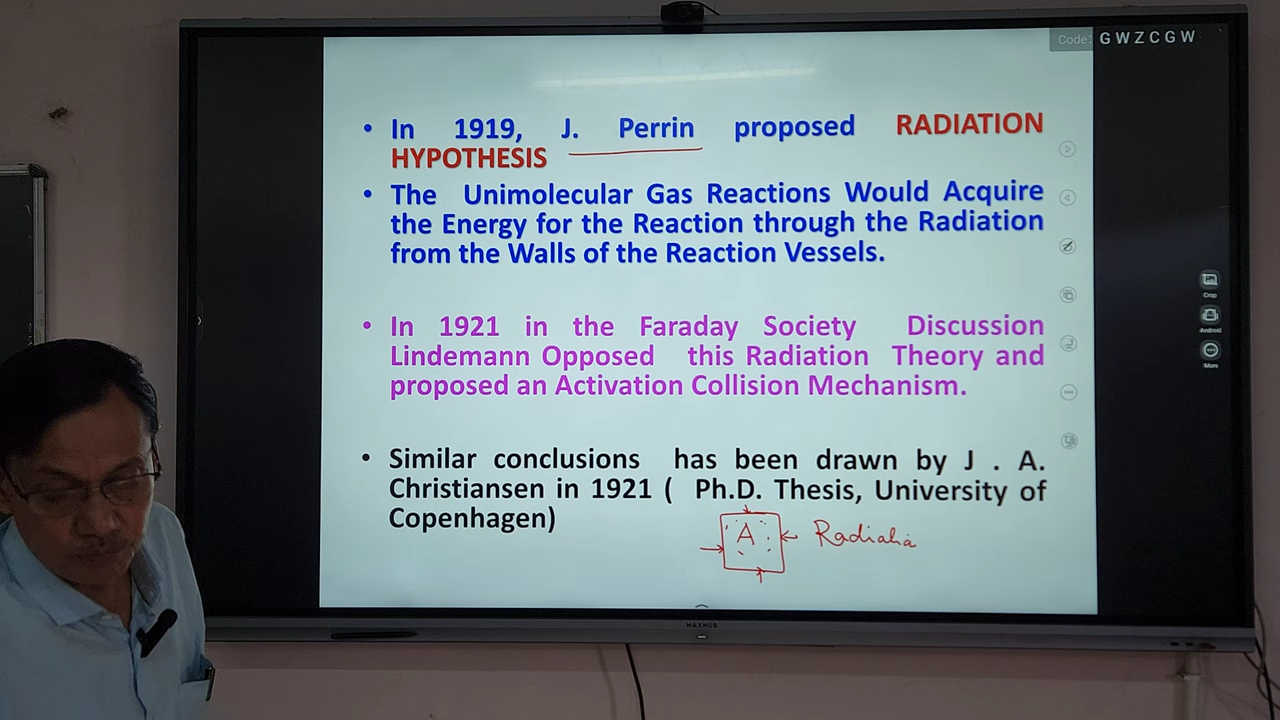 Code: GWZCGW
• In 1919, J. Perrin proposed RADIATION
HYPOTHESIS
• The Unimolecular Gas Reactions Would Acquire
the Energy for the Reaction through the Radiation
from the Walls of the Reaction Vessels.
• In 1921 in the Faraday Society Discussion
Lindemann Opposed this Radiation Theory and
proposed an Activation Collision Mechanism.
• Similar conclusions has been drawn by J . A.
Christiansen in 1921 ( Ph.D. Thesis, University of
Copenhagen)
A Radiatia
Crop
Android
More
MAXHUB